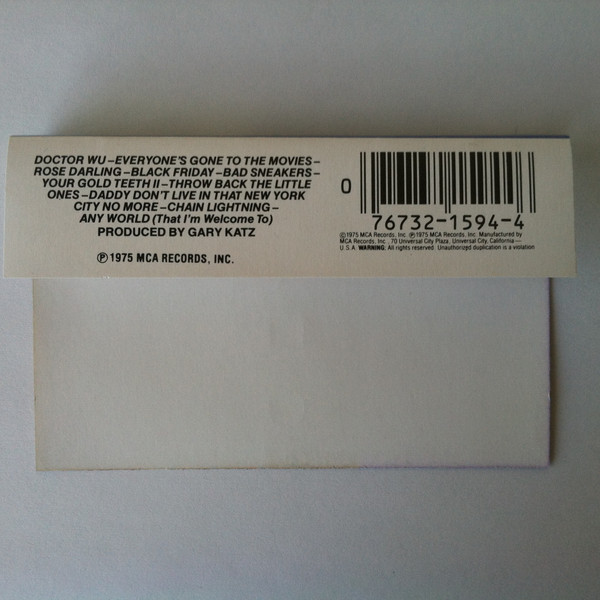 DOCTOR WU–EVERYONE'S GONE TO THE MOVIES–
ROSE DARLING–BLACK FRIDAY–BAD SNEAKERS–
YOUR GOLD TEETH II–THROW BACK THE LITTLE
ONES–DADDY DON'T LIVE IN THAT NEW YORK
CITY NO MORE–CHAIN LIGHTNING–
ANY WORLD (That I'm Welcome To)
PRODUCED BY GARY KATZ
℗1975 MCA RECORDS, INC.
0
76732-1594-4
©1975 MCA Records, Inc. ℗1975 MCA Records, Inc. Manufactured by
MCA Records, Inc., 70 Universal City Plaza, Universal City, California —
U.S.A. WARNING: All rights reserved. Unauthorized duplication is a violation